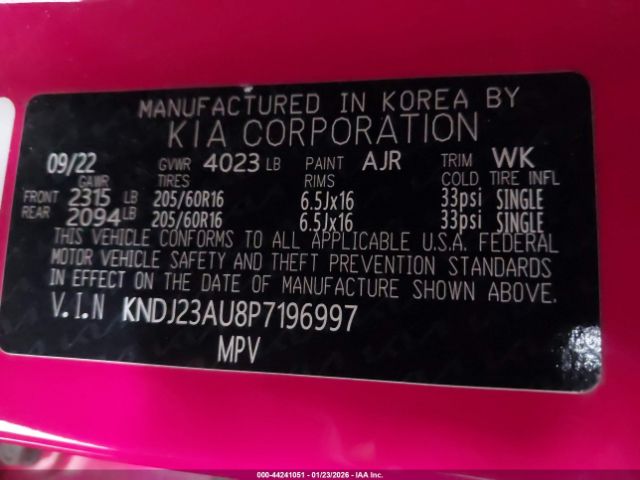 MANUFACTURED IN KOREA BY
KIA CORPORATION
09/22 GVWR 4023 LB PAINT AJR TRIM WK
GAWR TIRES RIMS COLD TIRE INFL
FRONT 2315 LB 205/60R16 6.5Jx16 33psi SINGLE
REAR 2094 LB 205/60R16 6.5Jx16 33psi SINGLE
THIS VEHICLE CONFORMS TO ALL APPLICABLE U.S.A. FEDERAL
MOTOR VEHICLE SAFETY AND THEFT PREVENTION STANDARDS
IN EFFECT ON THE DATE OF MANUFACTURE SHOWN ABOVE.
V.I.N KNDJ23AU8P7196997
MPV
000-44241051 - 01/23/2026 - IAA Inc.